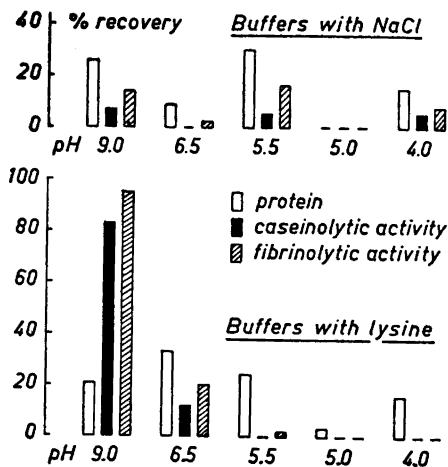 % recovery
Buffers with NaCl
40
20
0
pH 9.0 6.5 5.5 5.0 4.0
100
80
60
40
20
0
protein
caseinolytic activity
fibrinolytic activity
Buffers with lysine
pH 9.0 6.5 5.5 5.0 4.0